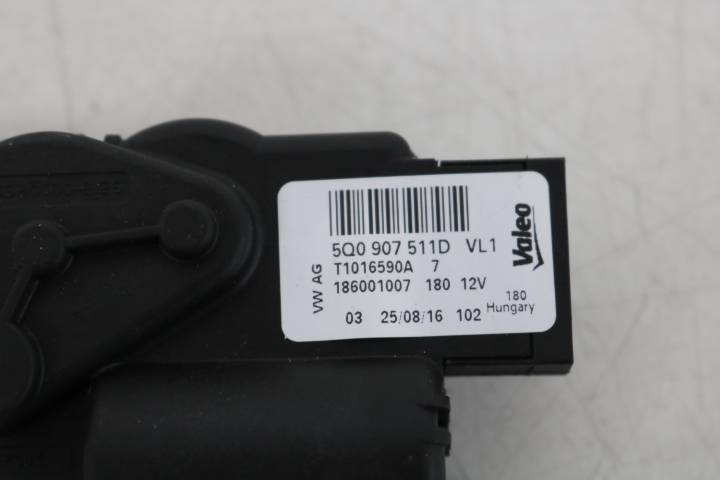 5Q0 907 511D VL1
VW AG
T1016590A 7
186001007 180 12V
03 25/08/16 102
Valeo
180
Hungary